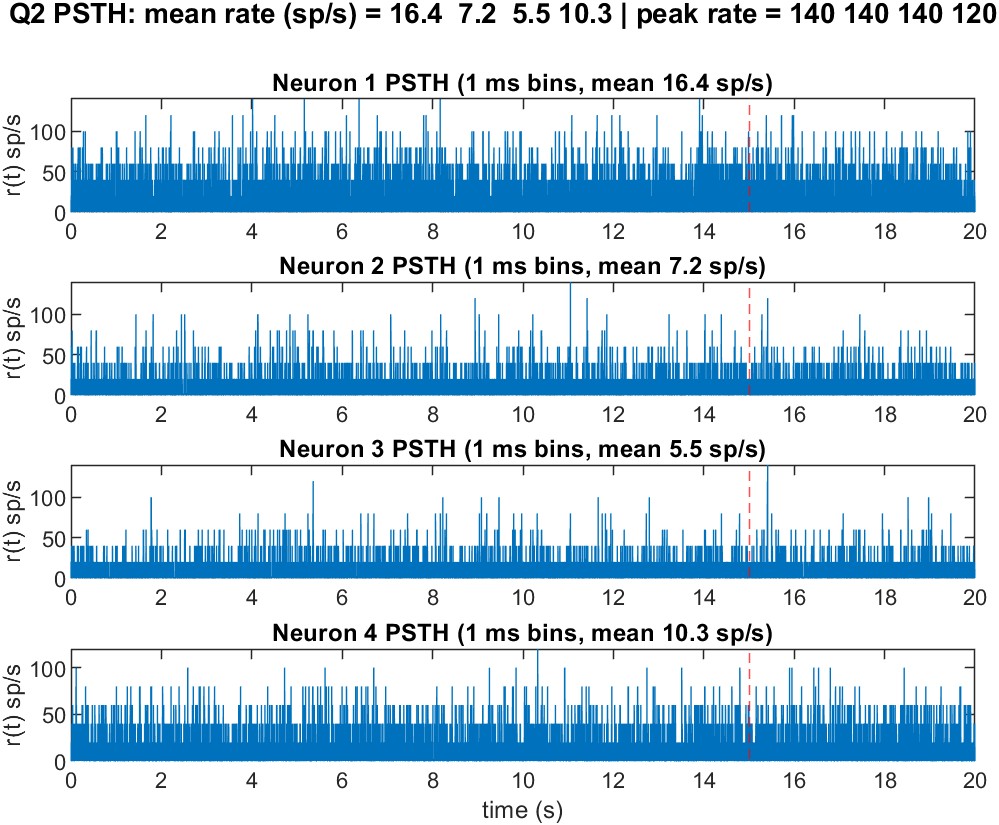 Q2 PSTH: mean rate (sp/s) = 16.4  7.2  5.5 10.3 | peak rate = 140 140 140 120
Neuron 1 PSTH (1 ms bins, mean 16.4 sp/s)
r(t) sp/s
100
50
0
0 2 4 6 8 10 12 14 16 18 20
Neuron 2 PSTH (1 ms bins, mean 7.2 sp/s)
r(t) sp/s
100
50
0
0 2 4 6 8 10 12 14 16 18 20
Neuron 3 PSTH (1 ms bins, mean 5.5 sp/s)
r(t) sp/s
100
50
0
0 2 4 6 8 10 12 14 16 18 20
Neuron 4 PSTH (1 ms bins, mean 10.3 sp/s)
r(t) sp/s
100
50
0
0 2 4 6 8 10 12 14 16 18 20
time (s)